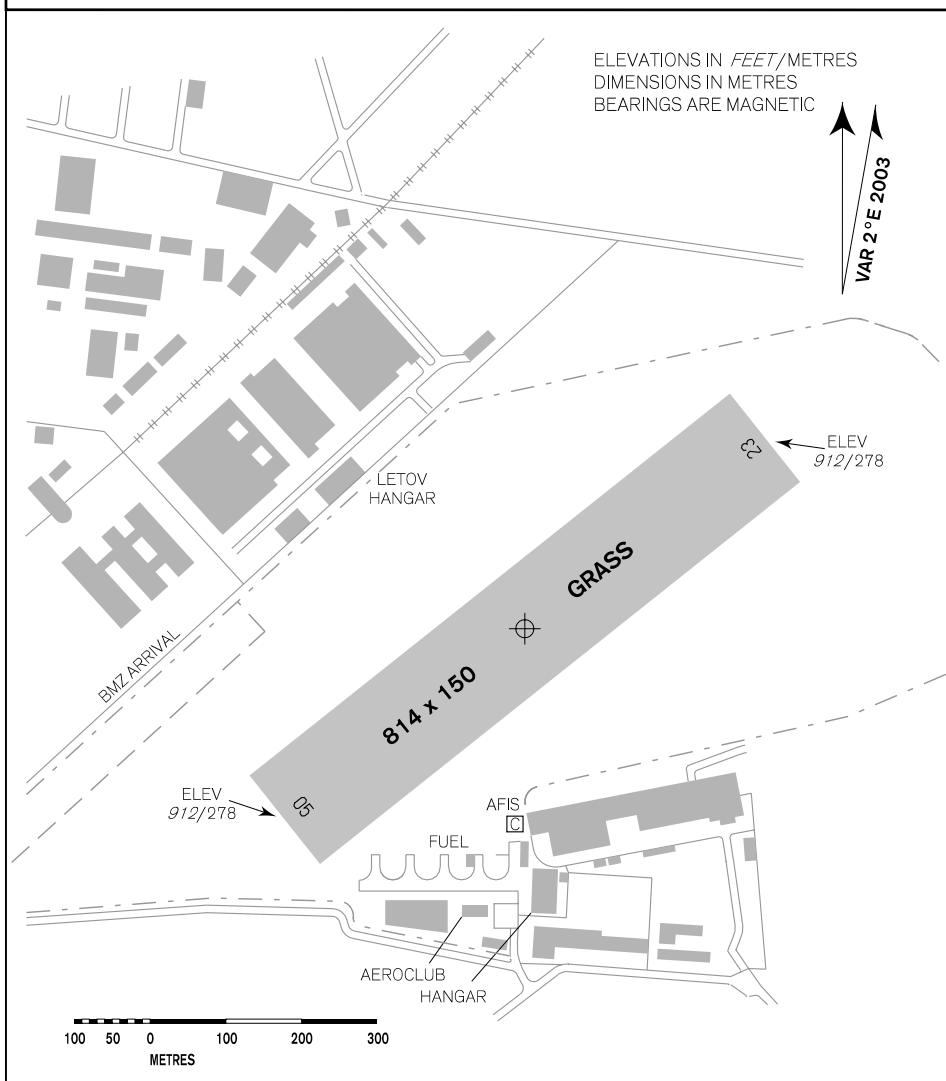 ELEVATIONS IN FEET/METRES
DIMENSIONS IN METRES
BEARINGS ARE MAGNETIC
VAR 2°E 2003
23
ELEV
912/278
LETOV
HANGAR
GRASS
814 x 150
BMZ ARRIVAL
05
ELEV
912/278
AFIS
C
FUEL
AEROCLUB
HANGAR
100 50 0 100 200 300
METRES